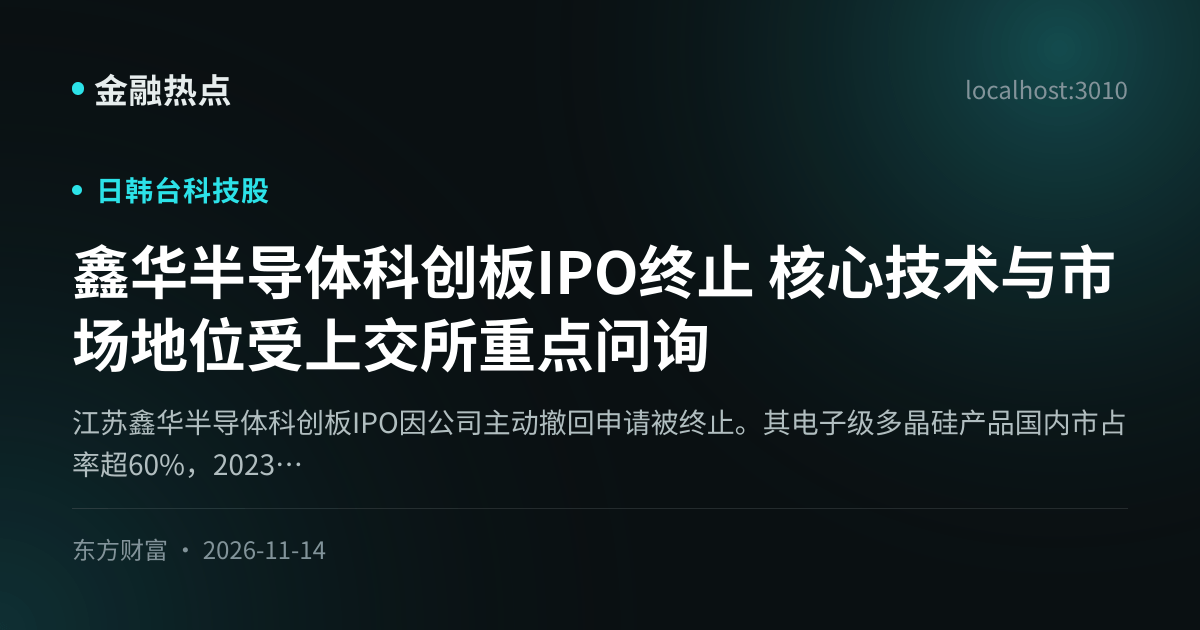 金融热点
localhost:3010
日韩台科技股
鑫华半导体科创板IPO终止 核心技术与市
场地位受上交所重点问询
江苏鑫华半导体科创板IPO因公司主动撤回申请被终止。其电子级多晶硅产品国内市占
率超60%，2023…
东方财富 · 2026-11-14